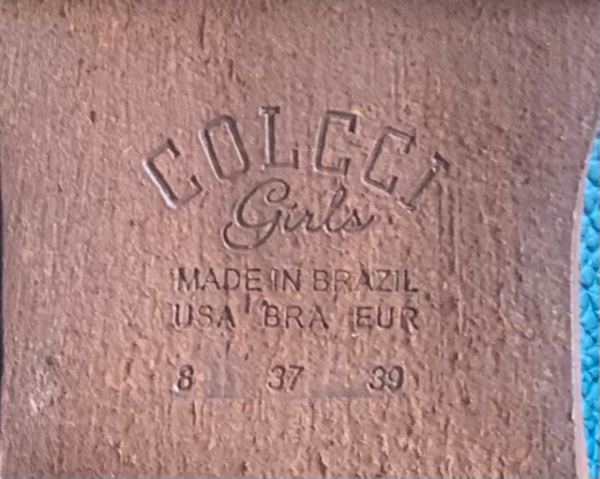 COLCCI
Girls
MADE IN BRAZIL
USA BRA EUR
8 37 39